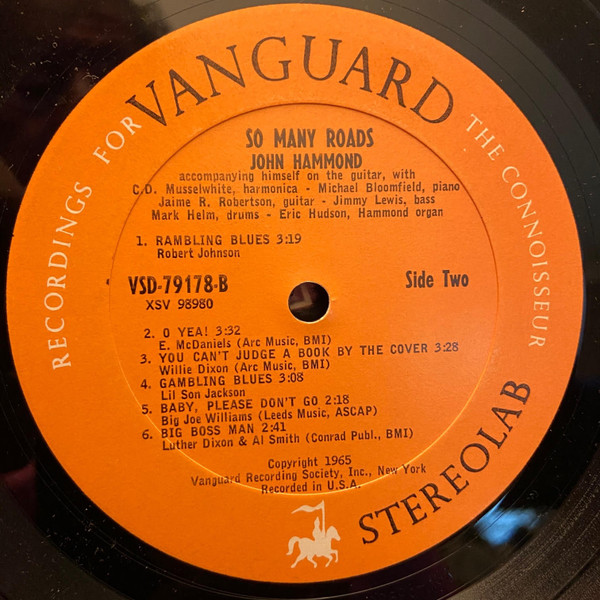 RECORDINGS FOR VANGUARD THE CONNOISSEUR
SO MANY ROADS
JOHN HAMMOND
accompanying himself on the guitar, with
C.D. Musselwhite, harmonica - Michael Bloomfield, piano
Jaime R. Robertson, guitar - Jimmy Lewis, bass
Mark Helm, drums - Eric Hudson, Hammond organ
1. RAMBLING BLUES 3:19
Robert Johnson
VSD-79178-B Side Two
XSV 98980
2. O YEA! 3:32
E. McDaniels (Arc Music, BMI)
3. YOU CAN'T JUDGE A BOOK BY THE COVER 3:28
Willie Dixon (Arc Music, BMI)
4. GAMBLING BLUES 3:08
Lil Son Jackson
5. BABY, PLEASE DON'T GO 2:18
Big Joe Williams (Leeds Music, ASCAP)
6. BIG BOSS MAN 2:41
Luther Dixon & Al Smith (Conrad Publ., BMI)
Copyright 1965
Vanguard Recording Society, Inc., New York
Recorded in U.S.A.
STEREOLAB